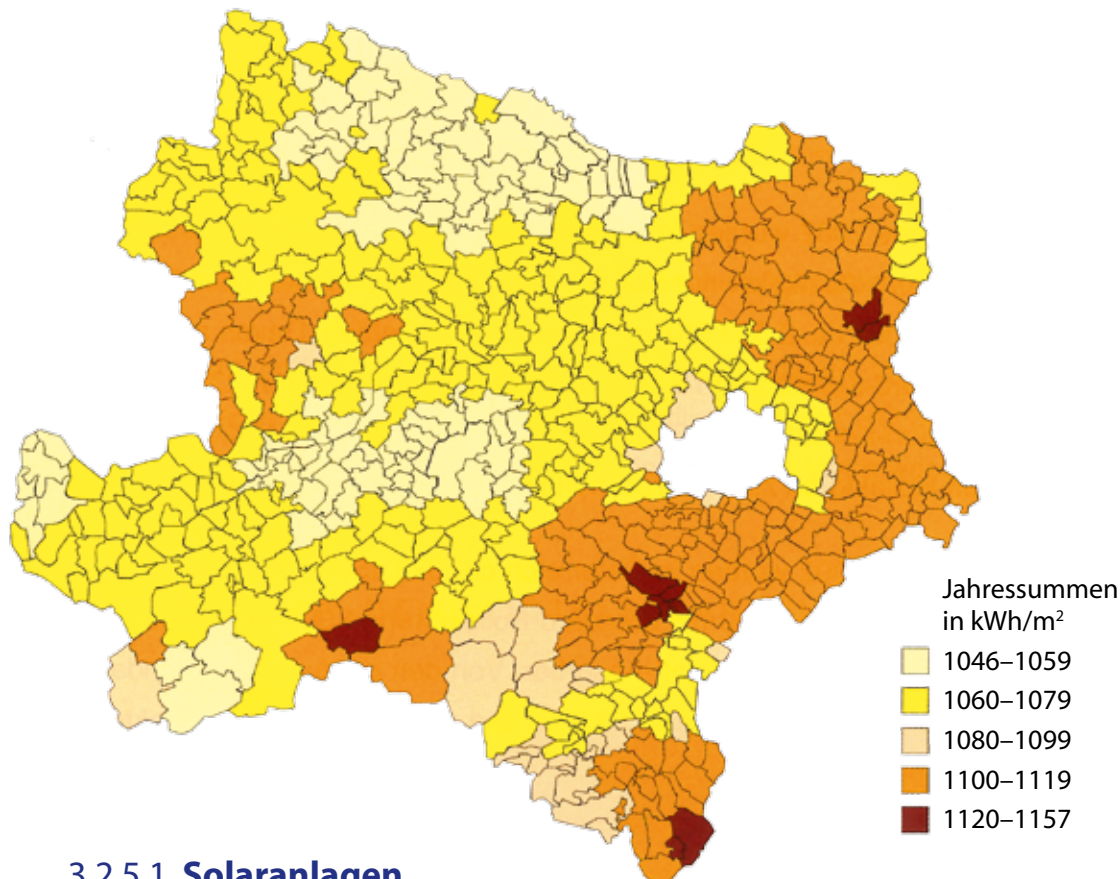 Jahressummen
in kWh/m²
1046–1059
1060–1079
1080–1099
1100–1119
1120–1157
3.2.5.1 Solaranlagen